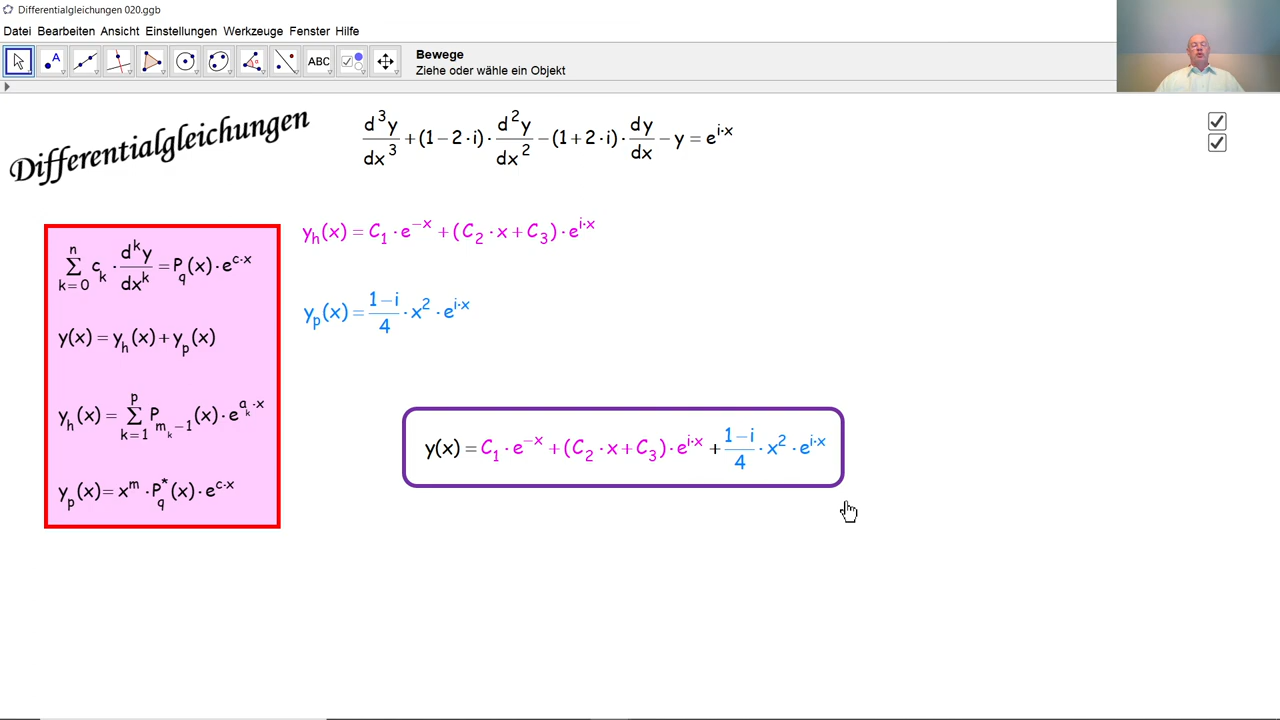 Differentialgleichungen 020.ggb
Datei Bearbeiten Ansicht Einstellungen Werkzeuge Fenster Hilfe
A ABC
Bewege
Ziehe oder wähle ein Objekt
Differentialgleichungen
d³y/dx³ + (1−2·i)·d²y/dx² − (1+2·i)·dy/dx − y = e^(i·x)
y_h(x) = C₁·e^(−x) + (C₂·x + C₃)·e^(i·x)
∑_(k=0)^n c_k · d^k y/dx^k = P_q(x)·e^(c·x)
y_p(x) = (1−i)/4 · x² · e^(i·x)
y(x) = y_h(x) + y_p(x)
y_h(x) = ∑_(k=1)^p P_(m_k −1)(x)·e^(a_k·x)
y(x) = C₁·e^(−x) + (C₂·x + C₃)·e^(i·x) + (1−i)/4 · x² · e^(i·x)
y_p(x) = x^m · P*_q(x)·e^(c·x)